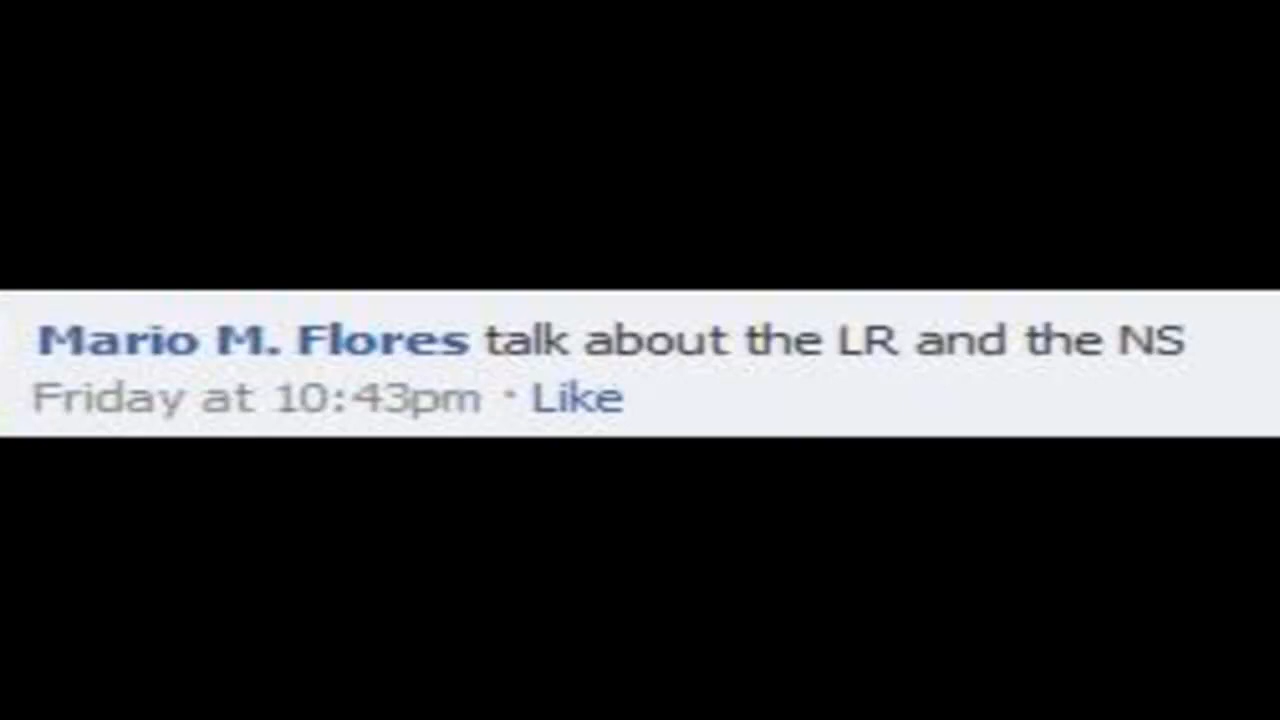 Mario M. Flores talk about the LR and the NS
Friday at 10:43pm · Like